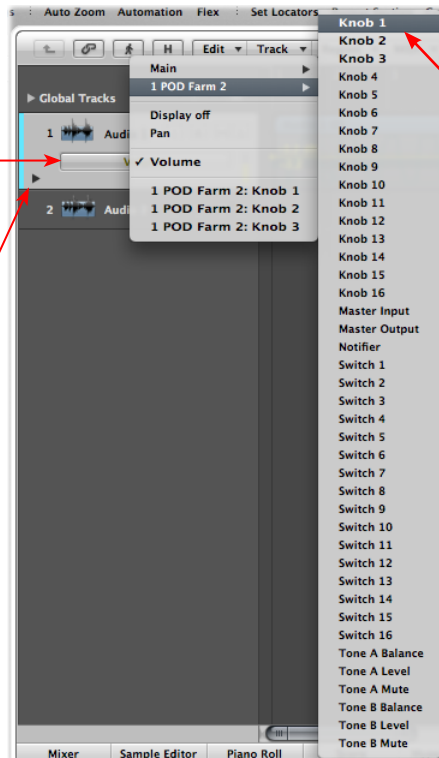 Auto Zoom Automation Flex : Set Locators
H Edit ▾ Track ▾
Global Tracks
1 Audi
2 Audi
Main
1 POD Farm 2
Display off
Pan
✓ Volume
1 POD Farm 2: Knob 1
1 POD Farm 2: Knob 2
1 POD Farm 2: Knob 3
Knob 1
Knob 2
Knob 3
Knob 4
Knob 5
Knob 6
Knob 7
Knob 8
Knob 9
Knob 10
Knob 11
Knob 12
Knob 13
Knob 14
Knob 15
Knob 16
Master Input
Master Output
Notifier
Switch 1
Switch 2
Switch 3
Switch 4
Switch 5
Switch 6
Switch 7
Switch 8
Switch 9
Switch 10
Switch 11
Switch 12
Switch 13
Switch 14
Switch 15
Switch 16
Tone A Balance
Tone A Level
Tone A Mute
Tone B Balance
Tone B Level
Tone B Mute
Mixer Sample Editor Piano Roll